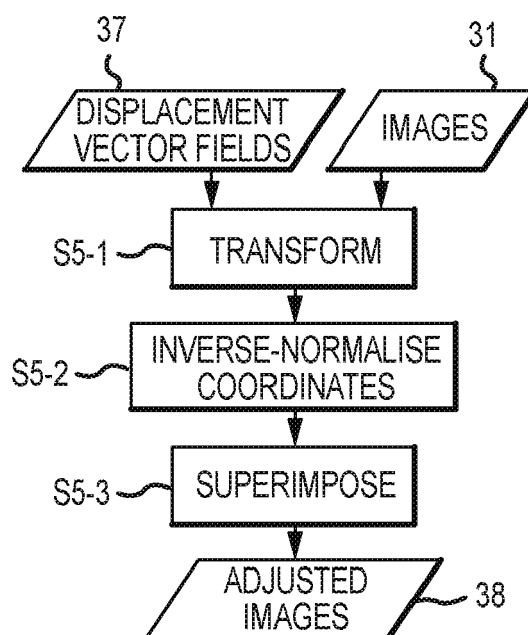 37
31
DISPLACEMENT
VECTOR FIELDS
IMAGES
S5-1
TRANSFORM
INVERSE-NORMALISE
COORDINATES
S5-2
S5-3
SUPERIMPOSE
ADJUSTED
IMAGES
38